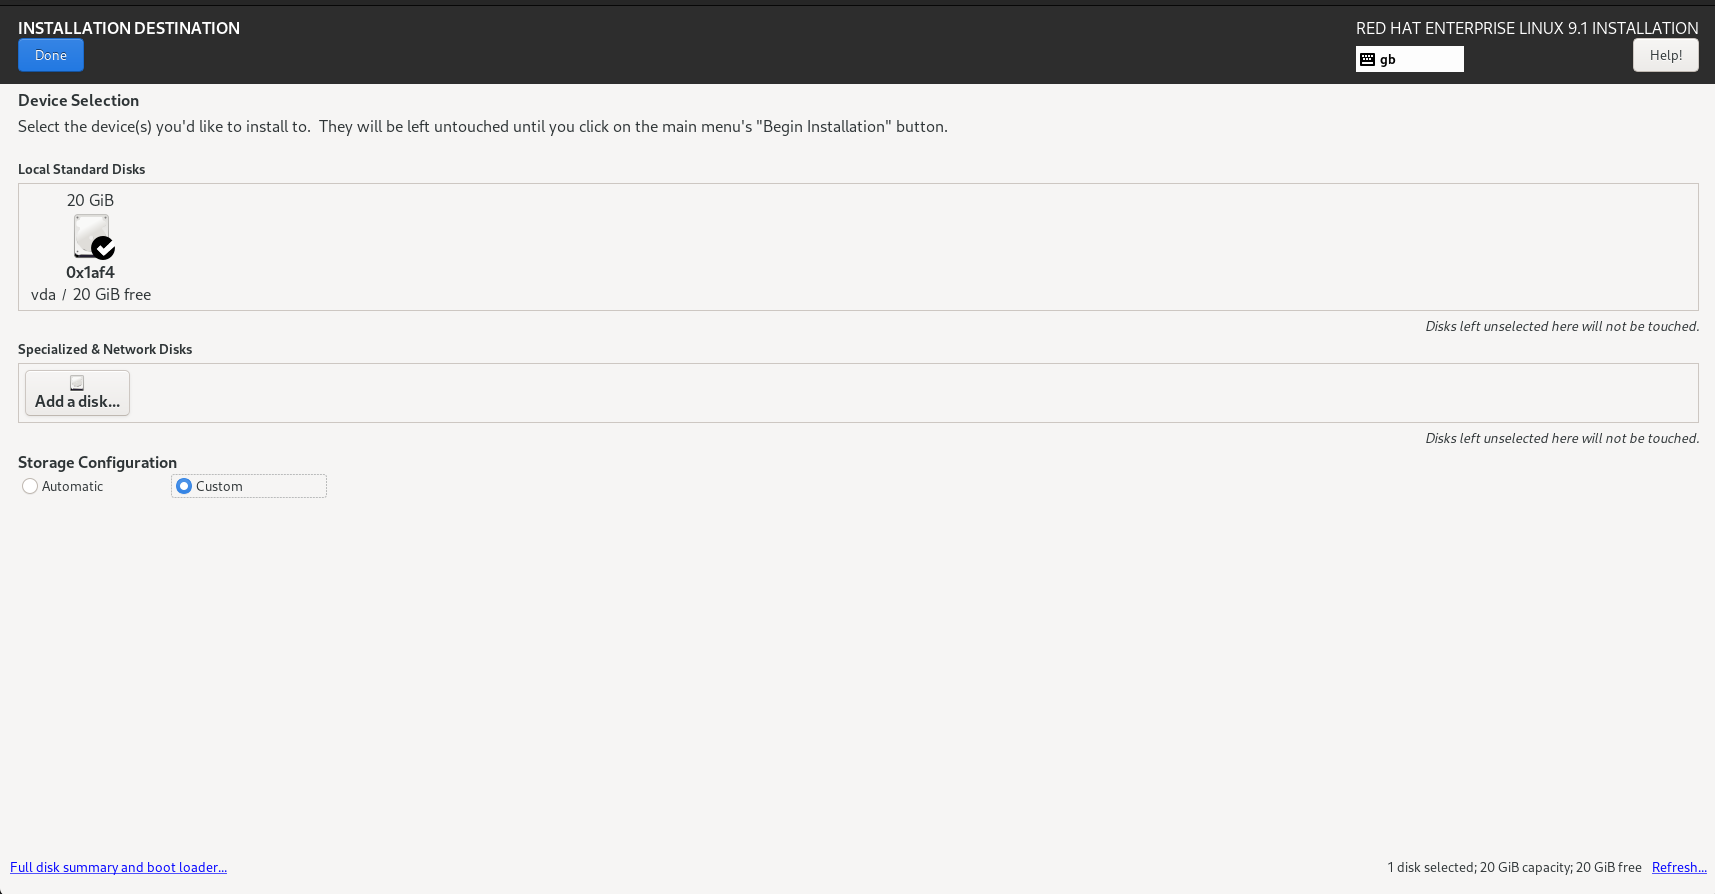 INSTALLATION DESTINATION
RED HAT ENTERPRISE LINUX 9.1 INSTALLATION
Done
gb
Help!
Device Selection
Select the device(s) you'd like to install to.  They will be left untouched until you click on the main menu's "Begin Installation" button.
Local Standard Disks
20 GiB
0x1af4
vda / 20 GiB free
Disks left unselected here will not be touched.
Specialized & Network Disks
Add a disk...
Disks left unselected here will not be touched.
Storage Configuration
Automatic
Custom
Full disk summary and boot loader...
1 disk selected; 20 GiB capacity; 20 GiB free
Refresh...